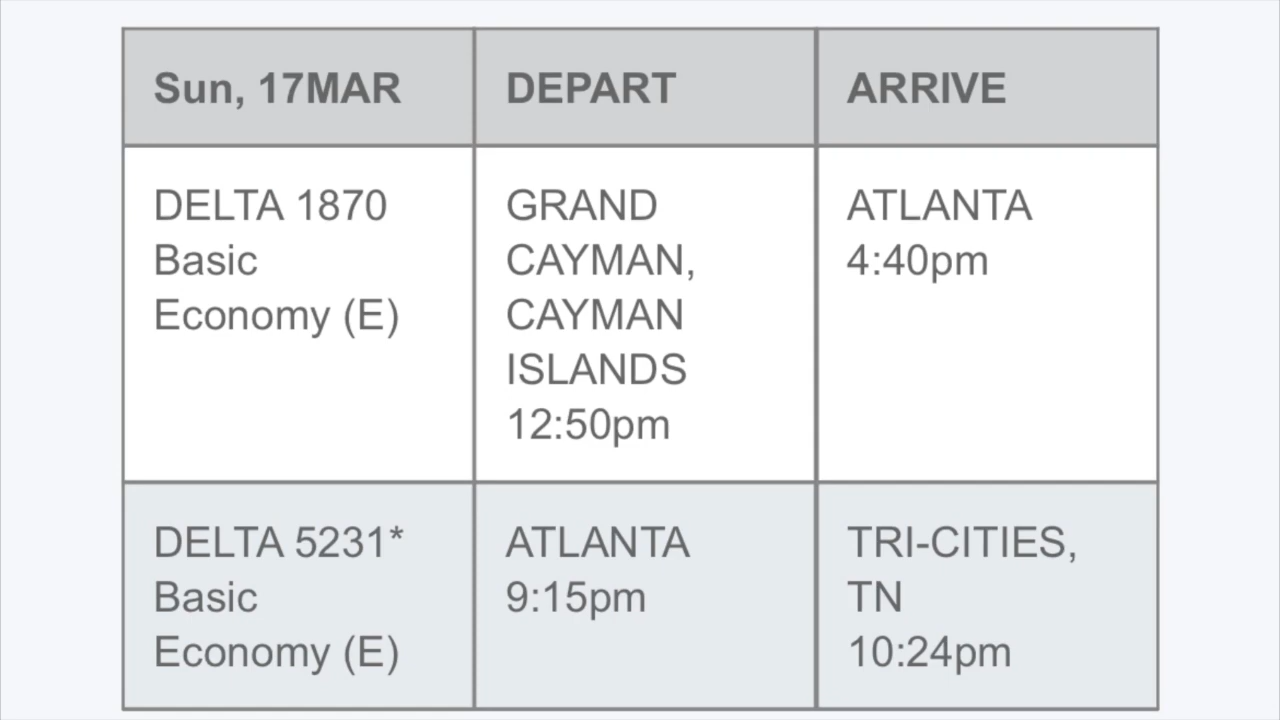 Sun, 17MAR
DEPART
ARRIVE
DELTA 1870
Basic
Economy (E)
GRAND
CAYMAN,
CAYMAN
ISLANDS
12:50pm
ATLANTA
4:40pm
DELTA 5231*
Basic
Economy (E)
ATLANTA
9:15pm
TRI-CITIES,
TN
10:24pm